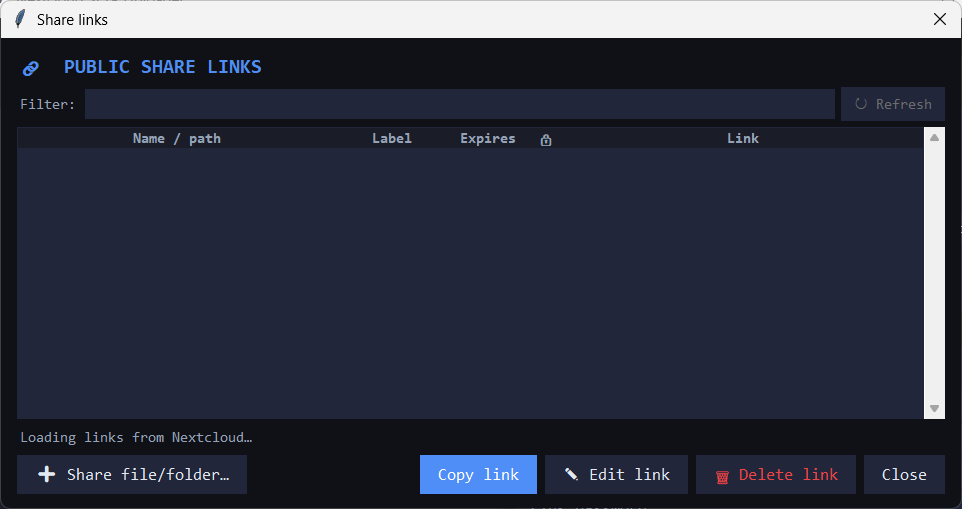 Share links
PUBLIC SHARE LINKS
Filter:
Refresh
Name / path Label Expires Link
Loading links from Nextcloud…
Share file/folder… Copy link Edit link Delete link Close